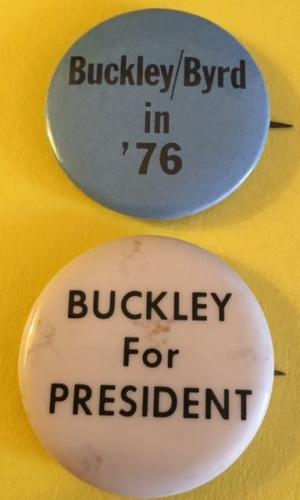 Buckley/Byrd
in
'76
BUCKLEY
For
PRESIDENT